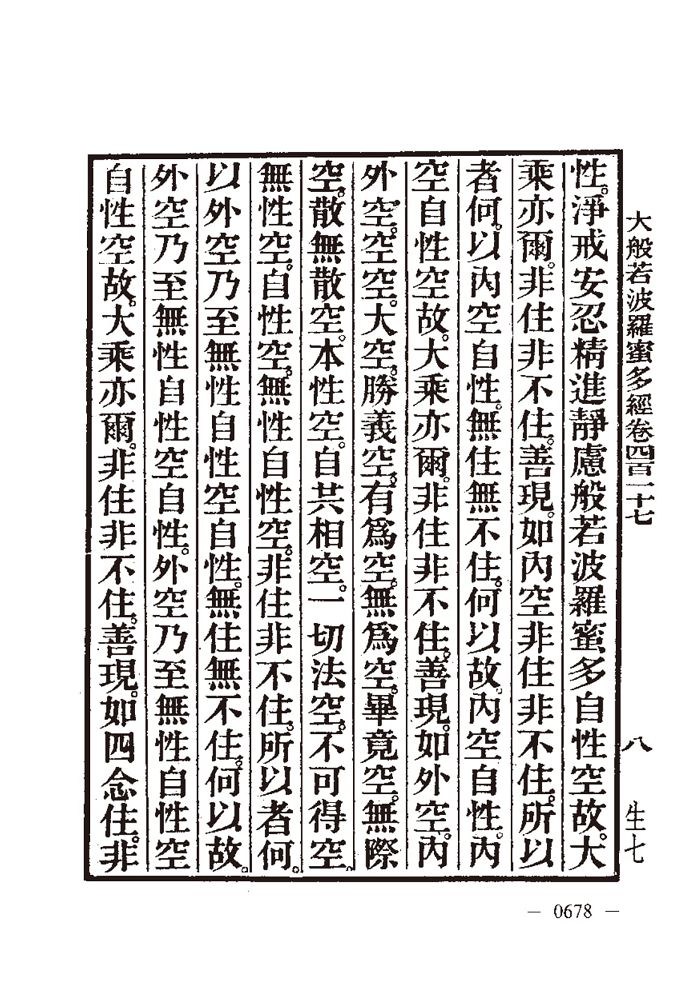 大般若波羅蜜多經卷四百一十七
八
生七
性。淨戒安忍精進靜慮般若波羅蜜多自性空故。大
乘亦爾。非住非不住。善現。如內空非住非不住。所以
者何。以內空自性。無住無不住。何以故。內空自性。內
空自性空故。大乘亦爾。非住非不住。善現。如外空。內
外空。空空。大空。勝義空。有爲空。無爲空。畢竟空。無際
空。散無散空。本性空。自共相空。一切法空。不可得空。
無性空。自性空。無性自性空。非住非不住。所以者何。
以外空乃至無性自性空自性。無住無不住。何以故。
外空乃至無性自性空自性。外空乃至無性自性空
自性空故。大乘亦爾。非住非不住。善現。如四念住。非
— 0678 —